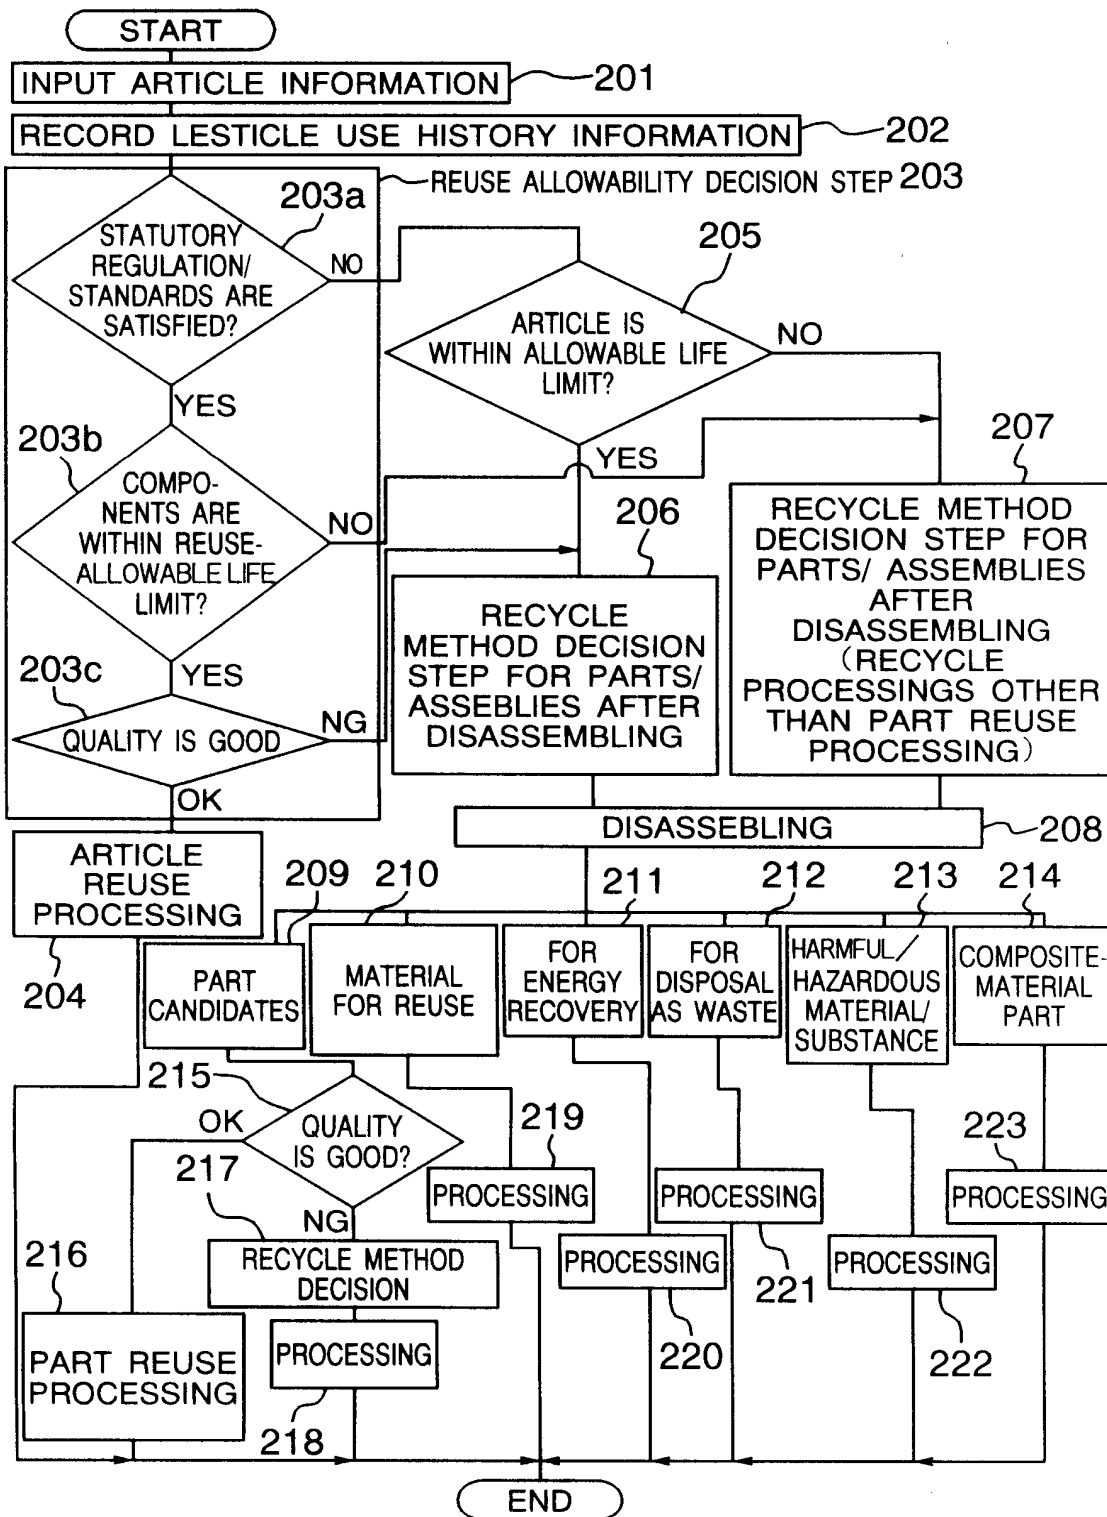 START
INPUT ARTICLE INFORMATION
201
RECORD LESTICLE USE HISTORY INFORMATION
202
REUSE ALLOWABILITY DECISION STEP 203
203a
STATUTORY
REGULATION/
STANDARDS ARE
SATISFIED?
NO
YES
205
ARTICLE IS
WITHIN ALLOWABLE LIFE
LIMIT?
NO
YES
203b
COMPO-
NENTS ARE
WITHIN REUSE-
ALLOWABLE LIFE
LIMIT?
NO
YES
203c
QUALITY IS GOOD
NG
OK
206
RECYCLE
METHOD DECISION
STEP FOR PARTS/
ASSEBLIES AFTER
DISASSEMBLING
207
RECYCLE METHOD
DECISION STEP FOR
PARTS/ ASSEMBLIES
AFTER
DISASSEMBLING
(RECYCLE
PROCESSINGS OTHER
THAN PART REUSE
PROCESSING)
DISASSEBLING
208
ARTICLE
REUSE
PROCESSING
204
209
PART
CANDIDATES
210
MATERIAL
FOR REUSE
211
FOR
ENERGY
RECOVERY
212
FOR
DISPOSAL
AS WASTE
213
HARMFUL/
HAZARDOUS
MATERIAL/
SUBSTANCE
214
COMPOSITE-
MATERIAL
PART
215
QUALITY
IS GOOD?
OK
NG
217
RECYCLE METHOD
DECISION
216
PART REUSE
PROCESSING
PROCESSING
218
219
PROCESSING
PROCESSING
220
PROCESSING
221
PROCESSING
222
223
PROCESSING
END